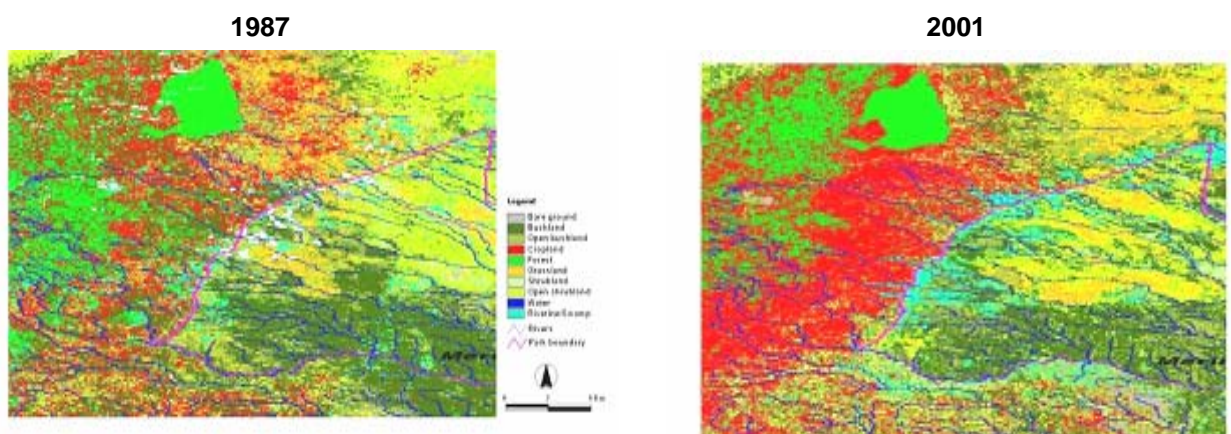 1987
2001
Legend
Bare ground
Bushland
Open bushland
Cropland
Forest
Grassland
Shrubland
Open shrubland
Water
Riverine/Swamp
Rivers
Park boundary